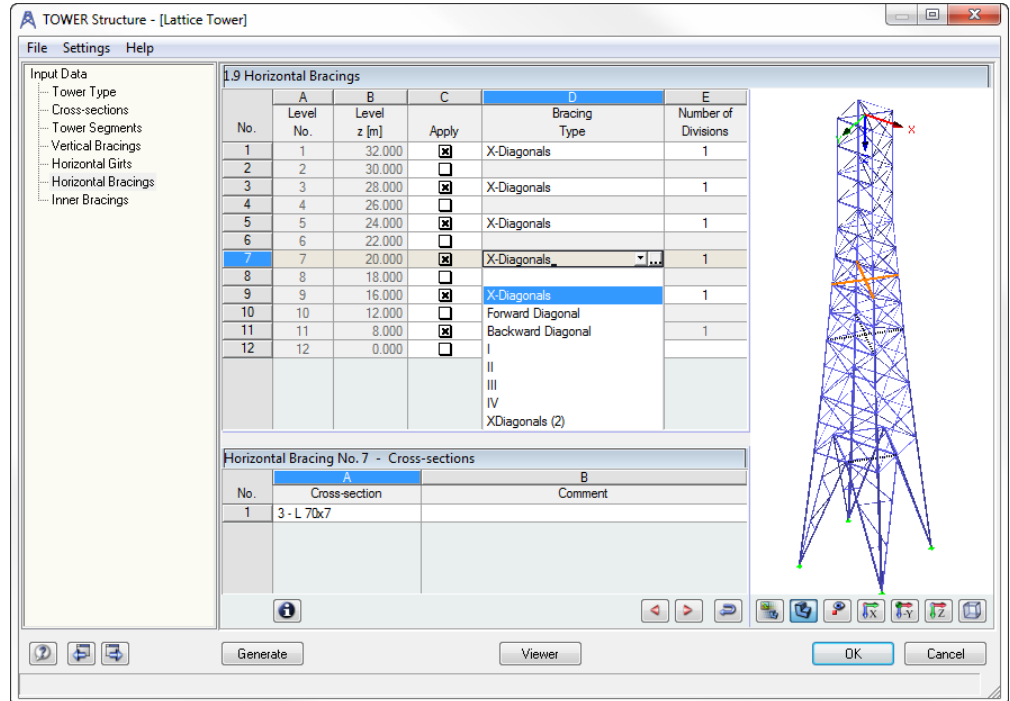 TOWER Structure - [Lattice Tower]
File Settings Help
Input Data
Tower Type
Cross-sections
Tower Segments
Vertical Bracings
Horizontal Girts
Horizontal Bracings
Inner Bracings
1.9 Horizontal Bracings
A B C D E
No. Level No. Level z [m] Apply Bracing Type Number of Divisions
1 1 32.000 X-Diagonals 1
2 2 30.000
3 3 28.000 X-Diagonals 1
4 4 26.000
5 5 24.000 X-Diagonals 1
6 6 22.000
7 7 20.000 X-Diagonals ... 1
8 8 18.000
9 9 16.000 X-Diagonals 1
10 10 12.000 Forward Diagonal
11 11 8.000 Backward Diagonal 1
12 12 0.000 I
II
III
IV
XDiagonals (2)
X
Y
Horizontal Bracing No. 7 - Cross-sections
A B
No. Cross-section Comment
1 3 - L 70x7
X -Y Z
Generate Viewer OK Cancel